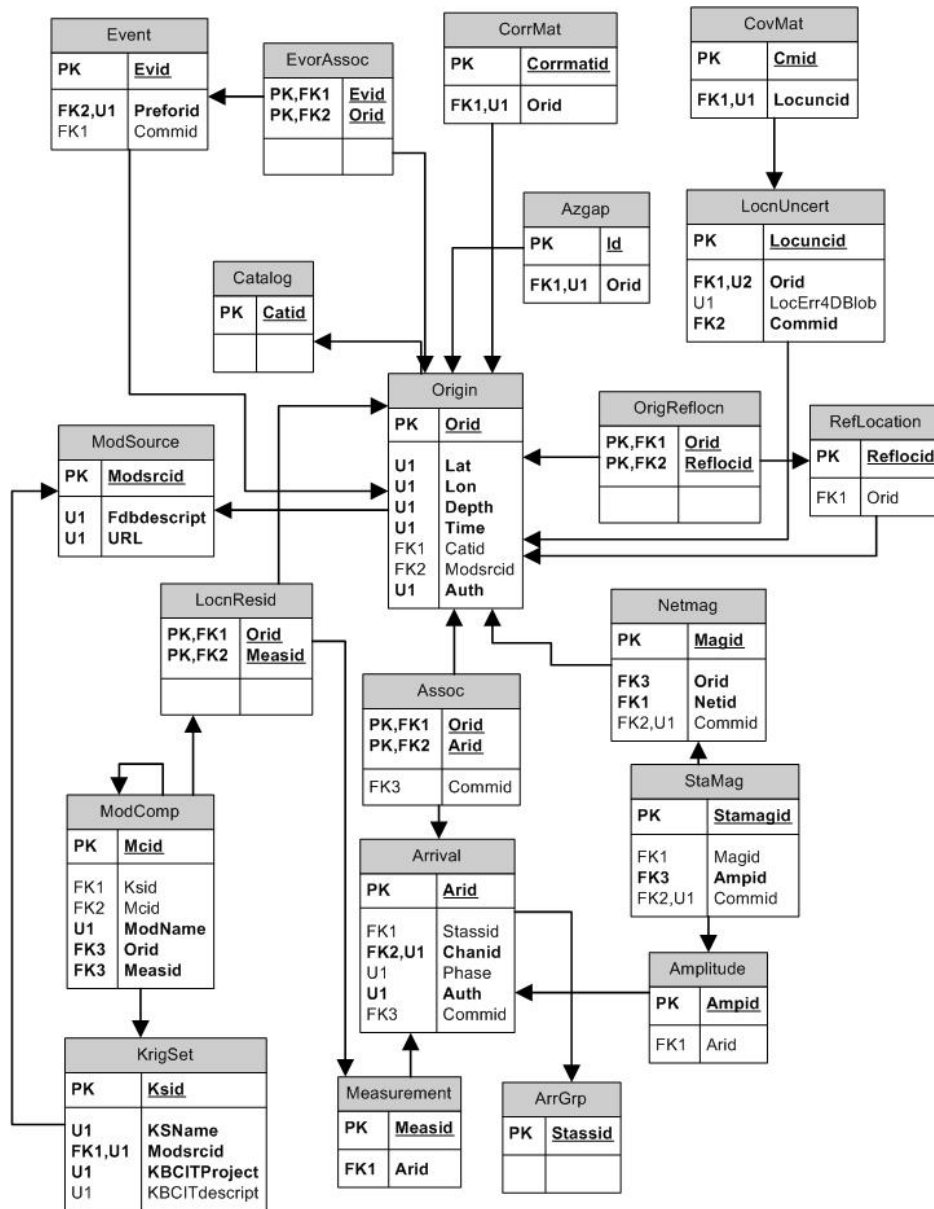 Event
PK Evid
FK2,U1 Preforid
FK1 Commid
EvorAssoc
PK,FK1 Evid
PK,FK2 Orid
CorrMat
PK Corrmatid
FK1,U1 Orid
CovMat
PK Cmid
FK1,U1 Locuncid
Azgap
PK Id
FK1,U1 Orid
LocnUncert
PK Locuncid
FK1,U2 Orid
U1 LocErr4DBlob
FK2 Commid
Catalog
PK Catid
Origin
PK Orid
U1 Lat
U1 Lon
U1 Depth
U1 Time
FK1 Catid
FK2 Modsrcid
U1 Auth
OrigReflocn
PK,FK1 Orid
PK,FK2 Reflocid
RefLocation
PK Reflocid
FK1 Orid
ModSource
PK Modsrcid
U1 Fdbdescript
U1 URL
LocnResid
PK,FK1 Orid
PK,FK2 Measid
Netmag
PK Magid
FK3 Orid
FK1 Netid
FK2,U1 Commid
Assoc
PK,FK1 Orid
PK,FK2 Arid
FK3 Commid
StaMag
PK Stamagid
FK1 Magid
FK3 Ampid
FK2,U1 Commid
ModComp
PK Mcid
FK1 Ksid
FK2 Mcid
U1 ModName
FK3 Orid
FK3 Measid
Arrival
PK Arid
FK1 Stassid
FK2,U1 Chanid
U1 Phase
U1 Auth
FK3 Commid
Amplitude
PK Ampid
FK1 Arid
KrigSet
PK Ksid
U1 KSName
FK1,U1 Modsrcid
U1 KBCITProject
U1 KBCITdescript
Measurement
PK Measid
FK1 Arid
ArrGrp
PK Stassid